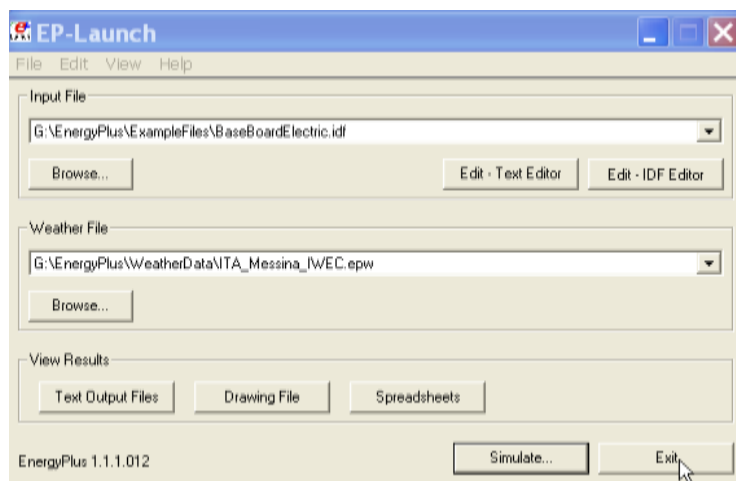 EP-Launch
File Edit View Help
Input File
G:\EnergyPlus\ExampleFiles\BaseBoardElectric.idf
Browse... Edit - Text Editor Edit - IDF Editor
Weather File
G:\EnergyPlus\WeatherData\ITA_Messina_IWEC.epw
Browse...
View Results
Text Output Files Drawing File Spreadsheets
EnergyPlus 1.1.1.012 Simulate... Exit